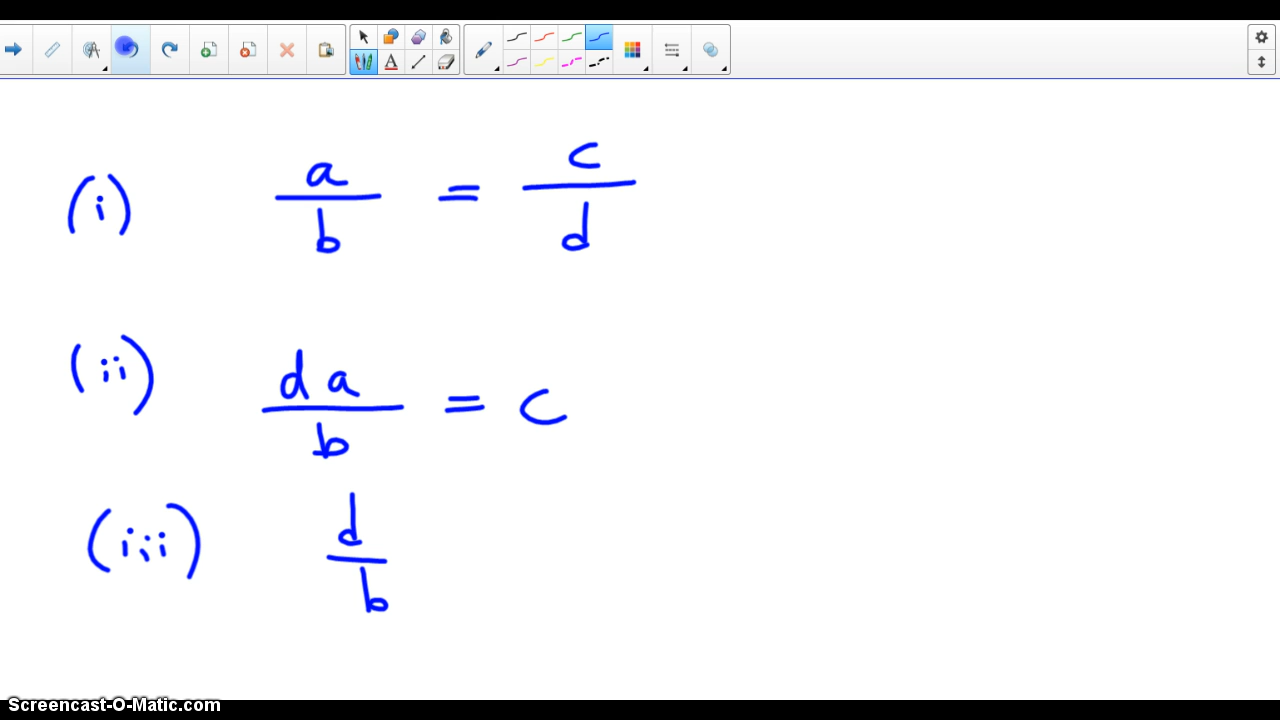 (i) a/b = c/d
(ii) da/b = c
(iii) d/b
Screencast-O-Matic.com